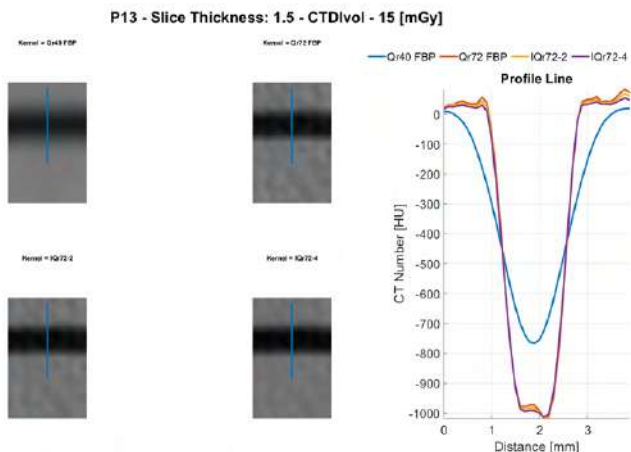 P13 - Slice Thickness: 1.5 - CTDIvol - 15 [mGy]
Kernel = Qr40 FBP
Kernel = Qr72 FBP
Qr40 FBP Qr72 FBP IQr72-2 IQr72-4
Profile Line
0
-100
-200
-300
-400
-500
-600
-700
-800
-900
-1000
CT Number [HU]
0 1 2 3
Distance [mm]
Kernel = IQr72-2
Kernel = IQr72-4